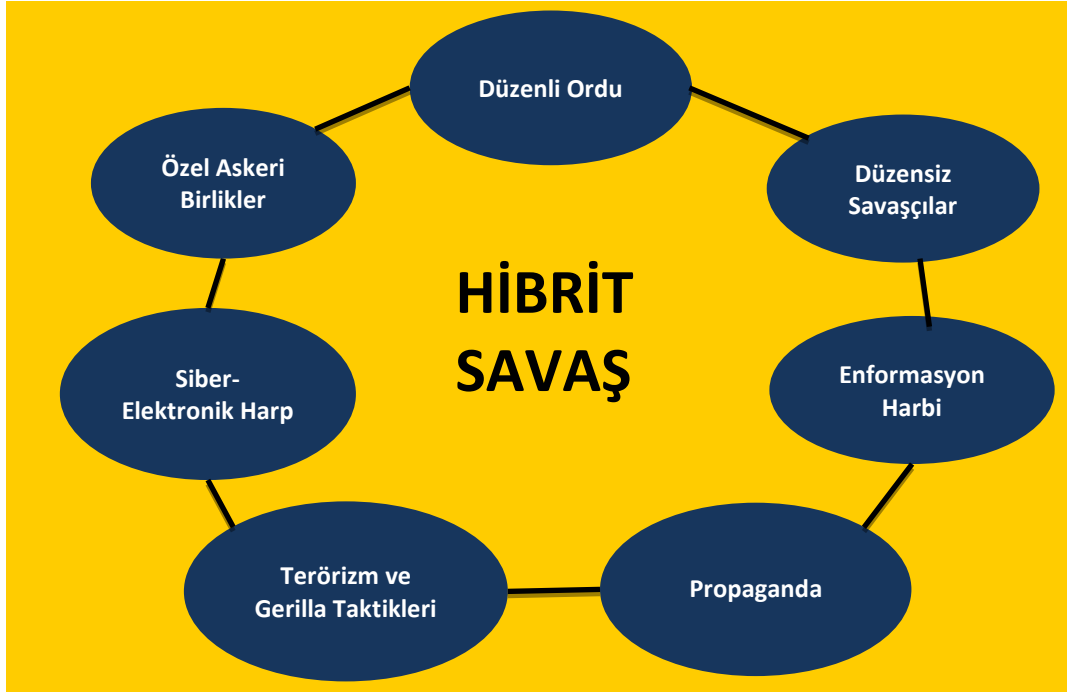 Düzenli Ordu
Özel Askeri
Birlikler
Düzensiz
Savaşçılar
HİBRİT
SAVAŞ
Siber-
Elektronik Harp
Enformasyon
Harbi
Terörizm ve
Gerilla Taktikleri
Propaganda